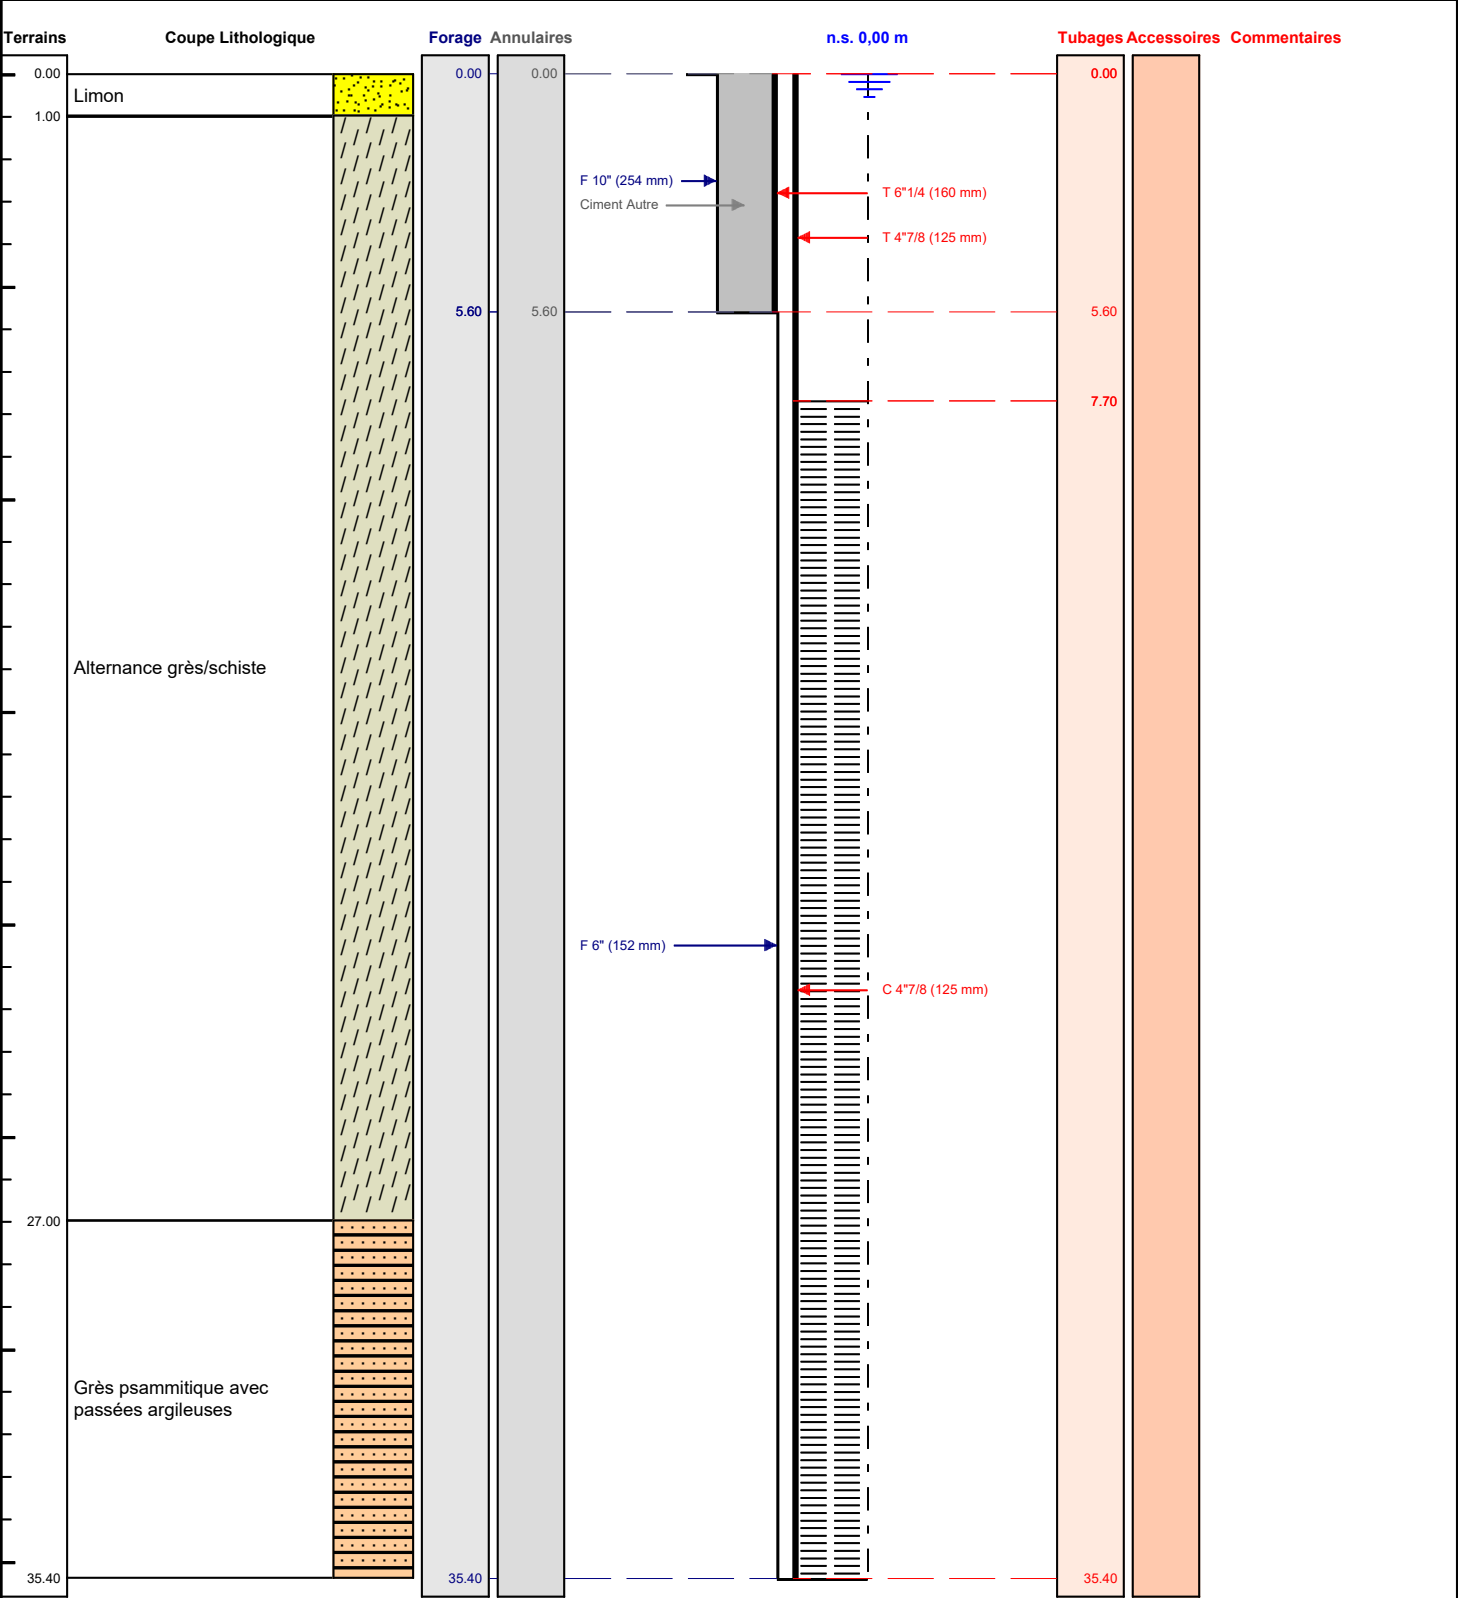 Terrains Coupe Lithologique Forage Annulaires n.s. 0,00 m Tubages Accessoires Commentaires
0.00 0.00 0.00 0.00
Limon
1.00
F 10" (254 mm)
T 6"1/4 (160 mm)
Ciment Autre
T 4"7/8 (125 mm)
5.60 5.60 5.60
7.70
Alternance grès/schiste
F 6" (152 mm)
C 4"7/8 (125 mm)
27.00
Grès psammitique avec
passées argileuses
35.40 35.40 35.40